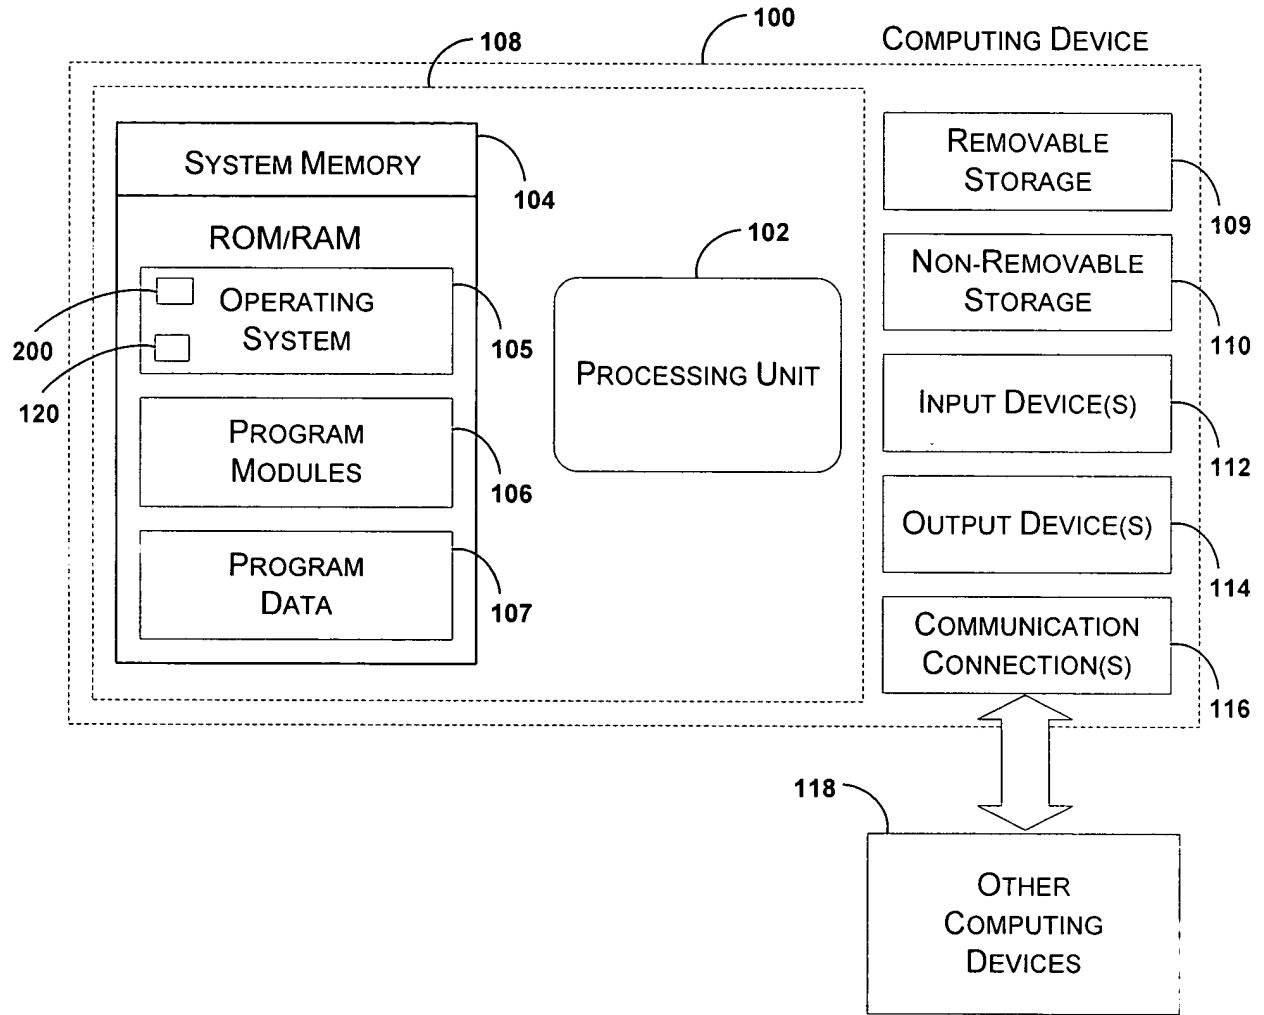 100
COMPUTING DEVICE
108
SYSTEM MEMORY
104
ROM/RAM
OPERATING
SYSTEM
200
120
105
PROGRAM
MODULES
106
PROGRAM
DATA
107
102
PROCESSING UNIT
REMOVABLE
STORAGE
109
NON-REMOVABLE
STORAGE
110
INPUT DEVICE(S)
112
OUTPUT DEVICE(S)
114
COMMUNICATION
CONNECTION(S)
116
118
OTHER
COMPUTING
DEVICES